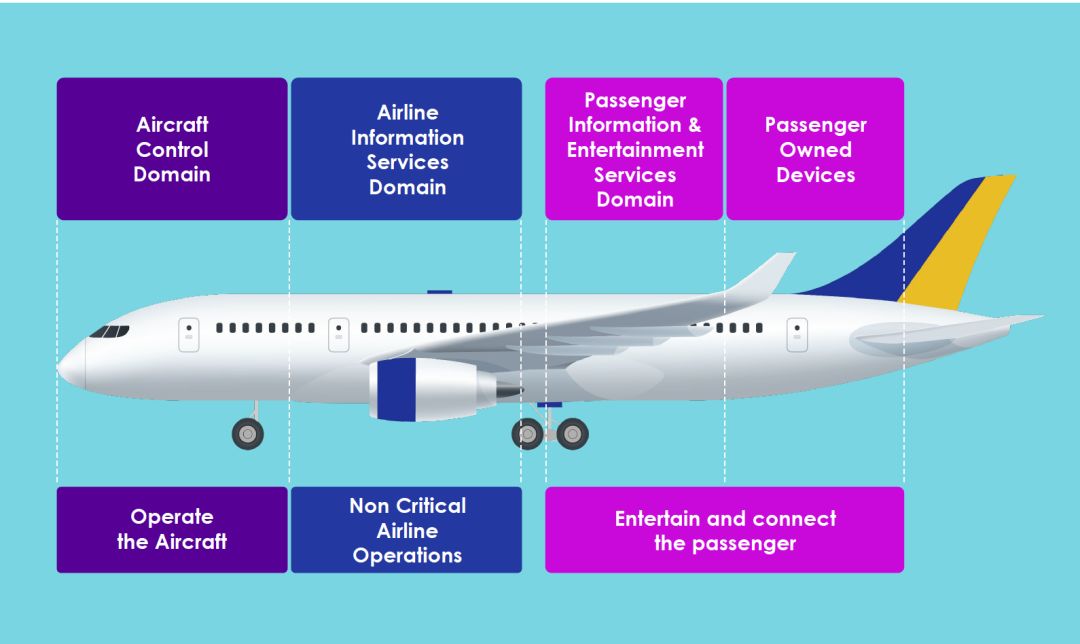 Aircraft
Control
Domain
Airline
Information
Services
Domain
Passenger
Information &
Entertainment
Services
Domain
Passenger
Owned
Devices
Operate
the Aircraft
Non Critical
Airline
Operations
Entertain and connect
the passenger